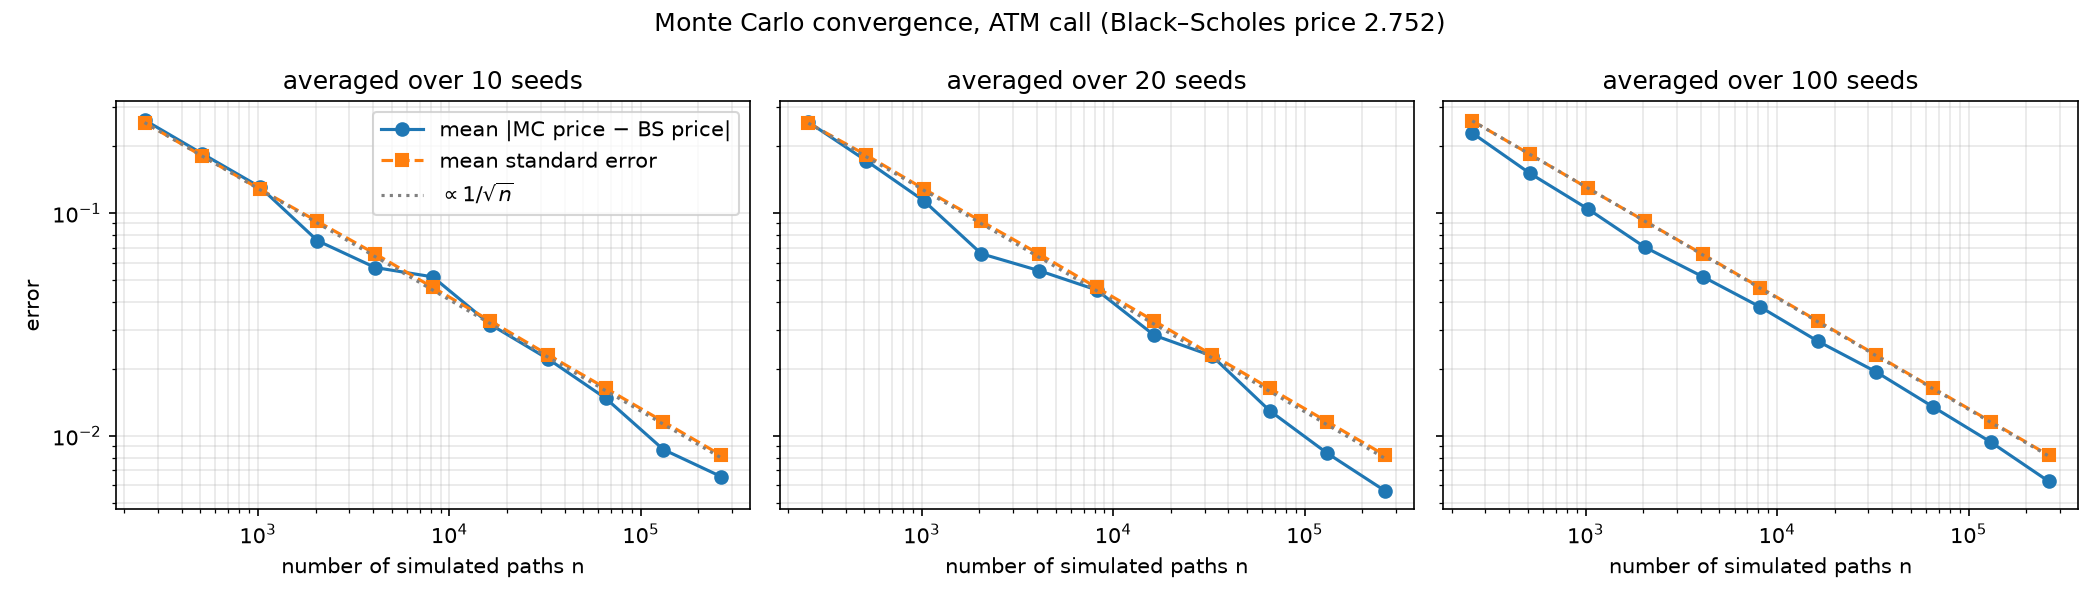 Monte Carlo convergence, ATM call (Black–Scholes price 2.752)
averaged over 10 seeds
mean |MC price − BS price|
mean standard error
∝ 1/√n
10⁻¹
10⁻²
error
10³ 10⁴ 10⁵
number of simulated paths n
averaged over 20 seeds
10³ 10⁴ 10⁵
number of simulated paths n
averaged over 100 seeds
10³ 10⁴ 10⁵
number of simulated paths n